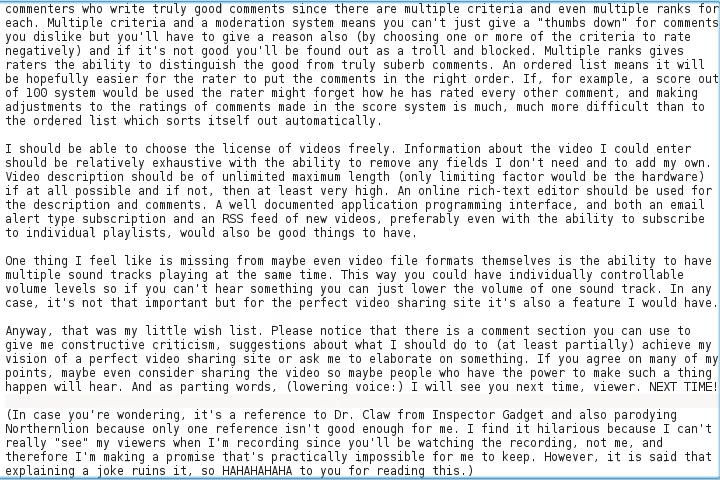 commenters who write truly good comments since there are multiple criteria and even multiple ranks for
each. Multiple criteria and a moderation system means you can't just give a "thumbs down" for comments
you dislike but you'll have to give a reason also (by choosing one or more of the criteria to rate
negatively) and if it's not good you'll be found out as a troll and blocked. Multiple ranks gives
raters the ability to distinguish the good from truly suberb comments. An ordered list means it will
be hopefully easier for the rater to put the comments in the right order. If, for example, a score out
of 100 system would be used the rater might forget how he has rated every other comment, and making
adjustments to the ratings of comments made in the score system is much, much more difficult than to
the ordered list which sorts itself out automatically.
I should be able to choose the license of videos freely. Information about the video I could enter
should be relatively exhaustive with the ability to remove any fields I don't need and to add my own.
Video description should be of unlimited maximum length (only limiting factor would be the hardware)
if at all possible and if not, then at least very high. An online rich-text editor should be used for
the description and comments. A well documented application programming interface, and both an email
alert type subscription and an RSS feed of new videos, preferably even with the ability to subscribe
to individual playlists, would also be good things to have.
One thing I feel like is missing from maybe even video file formats themselves is the ability to have
multiple sound tracks playing at the same time. This way you could have individually controllable
volume levels so if you can't hear something you can just lower the volume of one sound track. In any
case, it's not that important but for the perfect video sharing site it's also a feature I would have.
Anyway, that was my little wish list. Please notice that there is a comment section you can use to
give me constructive criticism, suggestions about what I should do to (at least partially) achieve my
vision of a perfect video sharing site or ask me to elaborate on something. If you agree on many of my
points, maybe even consider sharing the video so maybe people who have the power to make such a thing
happen will hear. And as parting words, (lowering voice:) I will see you next time, viewer. NEXT TIME!
(In case you're wondering, it's a reference to Dr. Claw from Inspector Gadget and also parodying
Northernlion because only one reference isn't good enough for me. I find it hilarious because I can't
really "see" my viewers when I'm recording since you'll be watching the recording, not me, and
therefore I'm making a promise that's practically impossible for me to keep. However, it is said that
explaining a joke ruins it, so HAHAHAHAHA to you for reading this.)